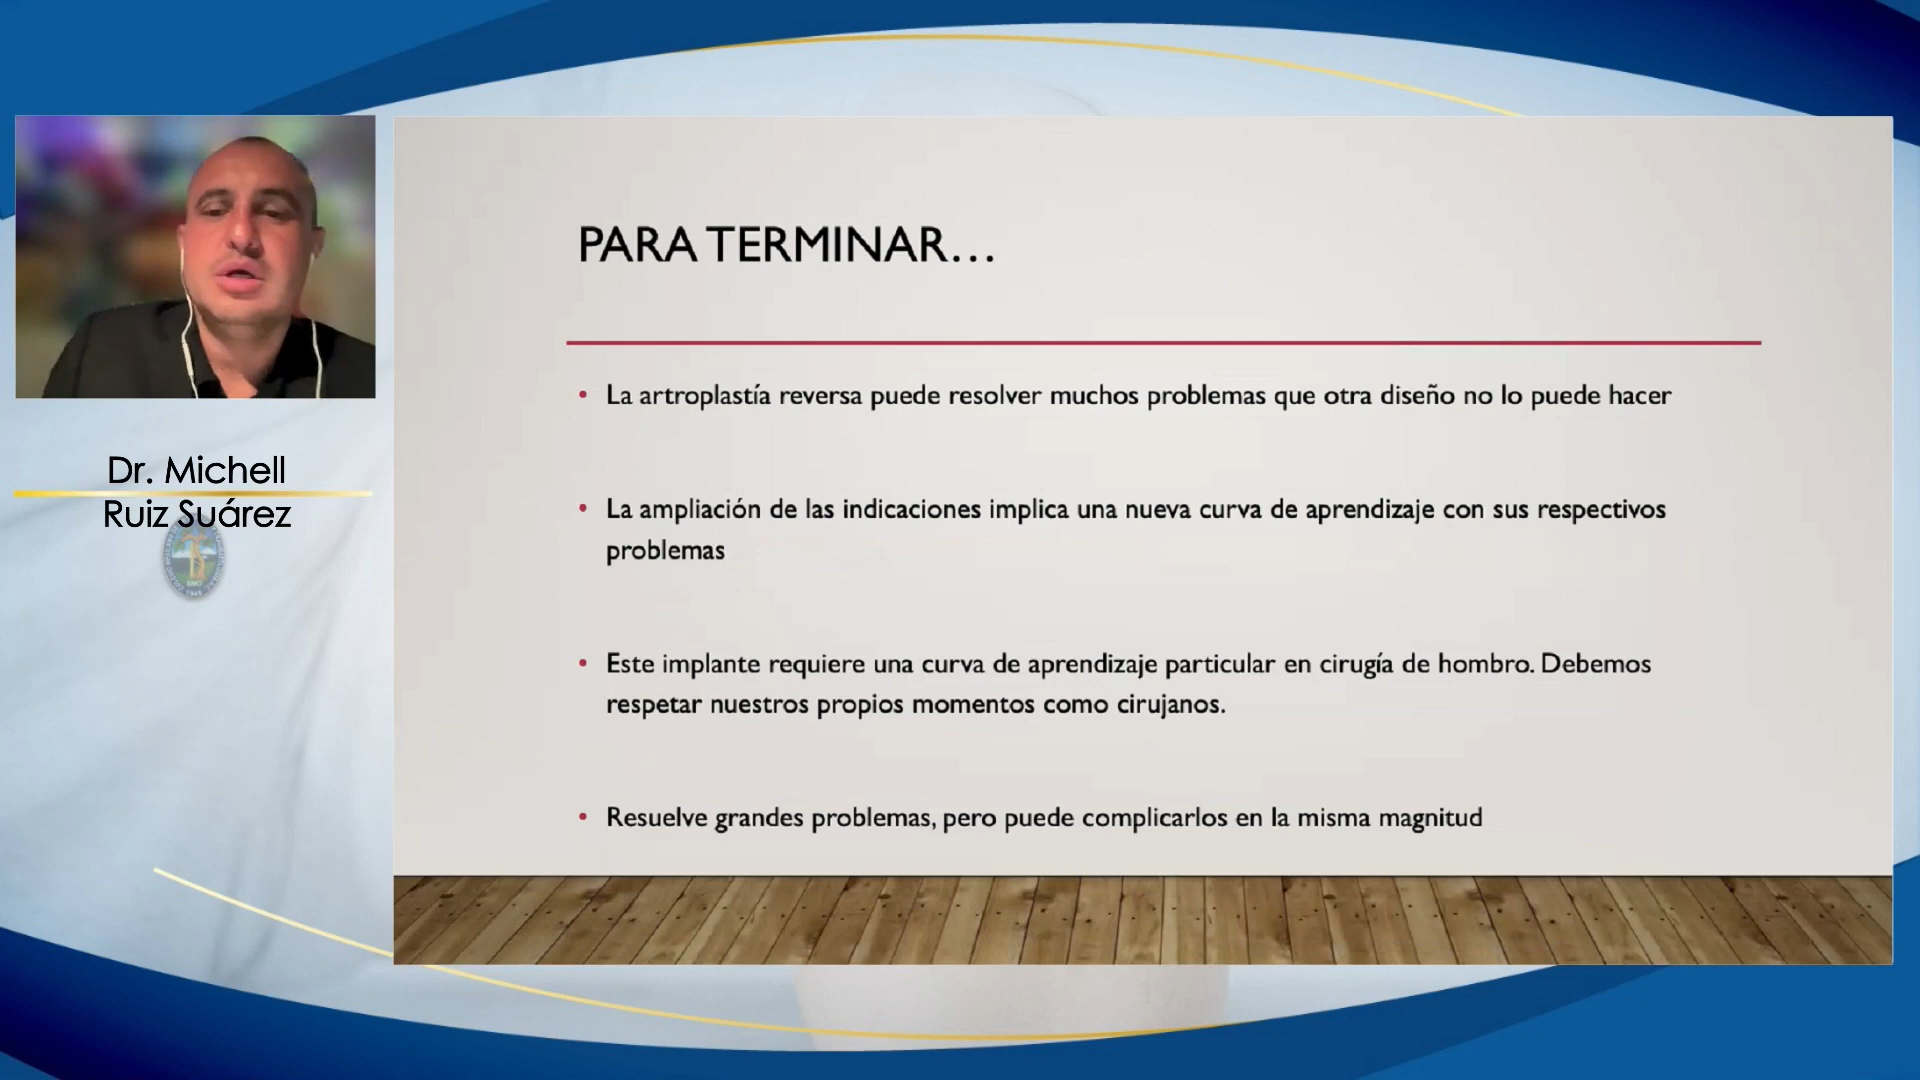 Dr. Michell
Ruiz Suárez
PARA TERMINAR...
• La artroplastía reversa puede resolver muchos problemas que otra diseño no lo puede hacer
• La ampliación de las indicaciones implica una nueva curva de aprendizaje con sus respectivos
problemas
• Este implante requiere una curva de aprendizaje particular en cirugía de hombro. Debemos
respetar nuestros propios momentos como cirujanos.
• Resuelve grandes problemas, pero puede complicarlos en la misma magnitud